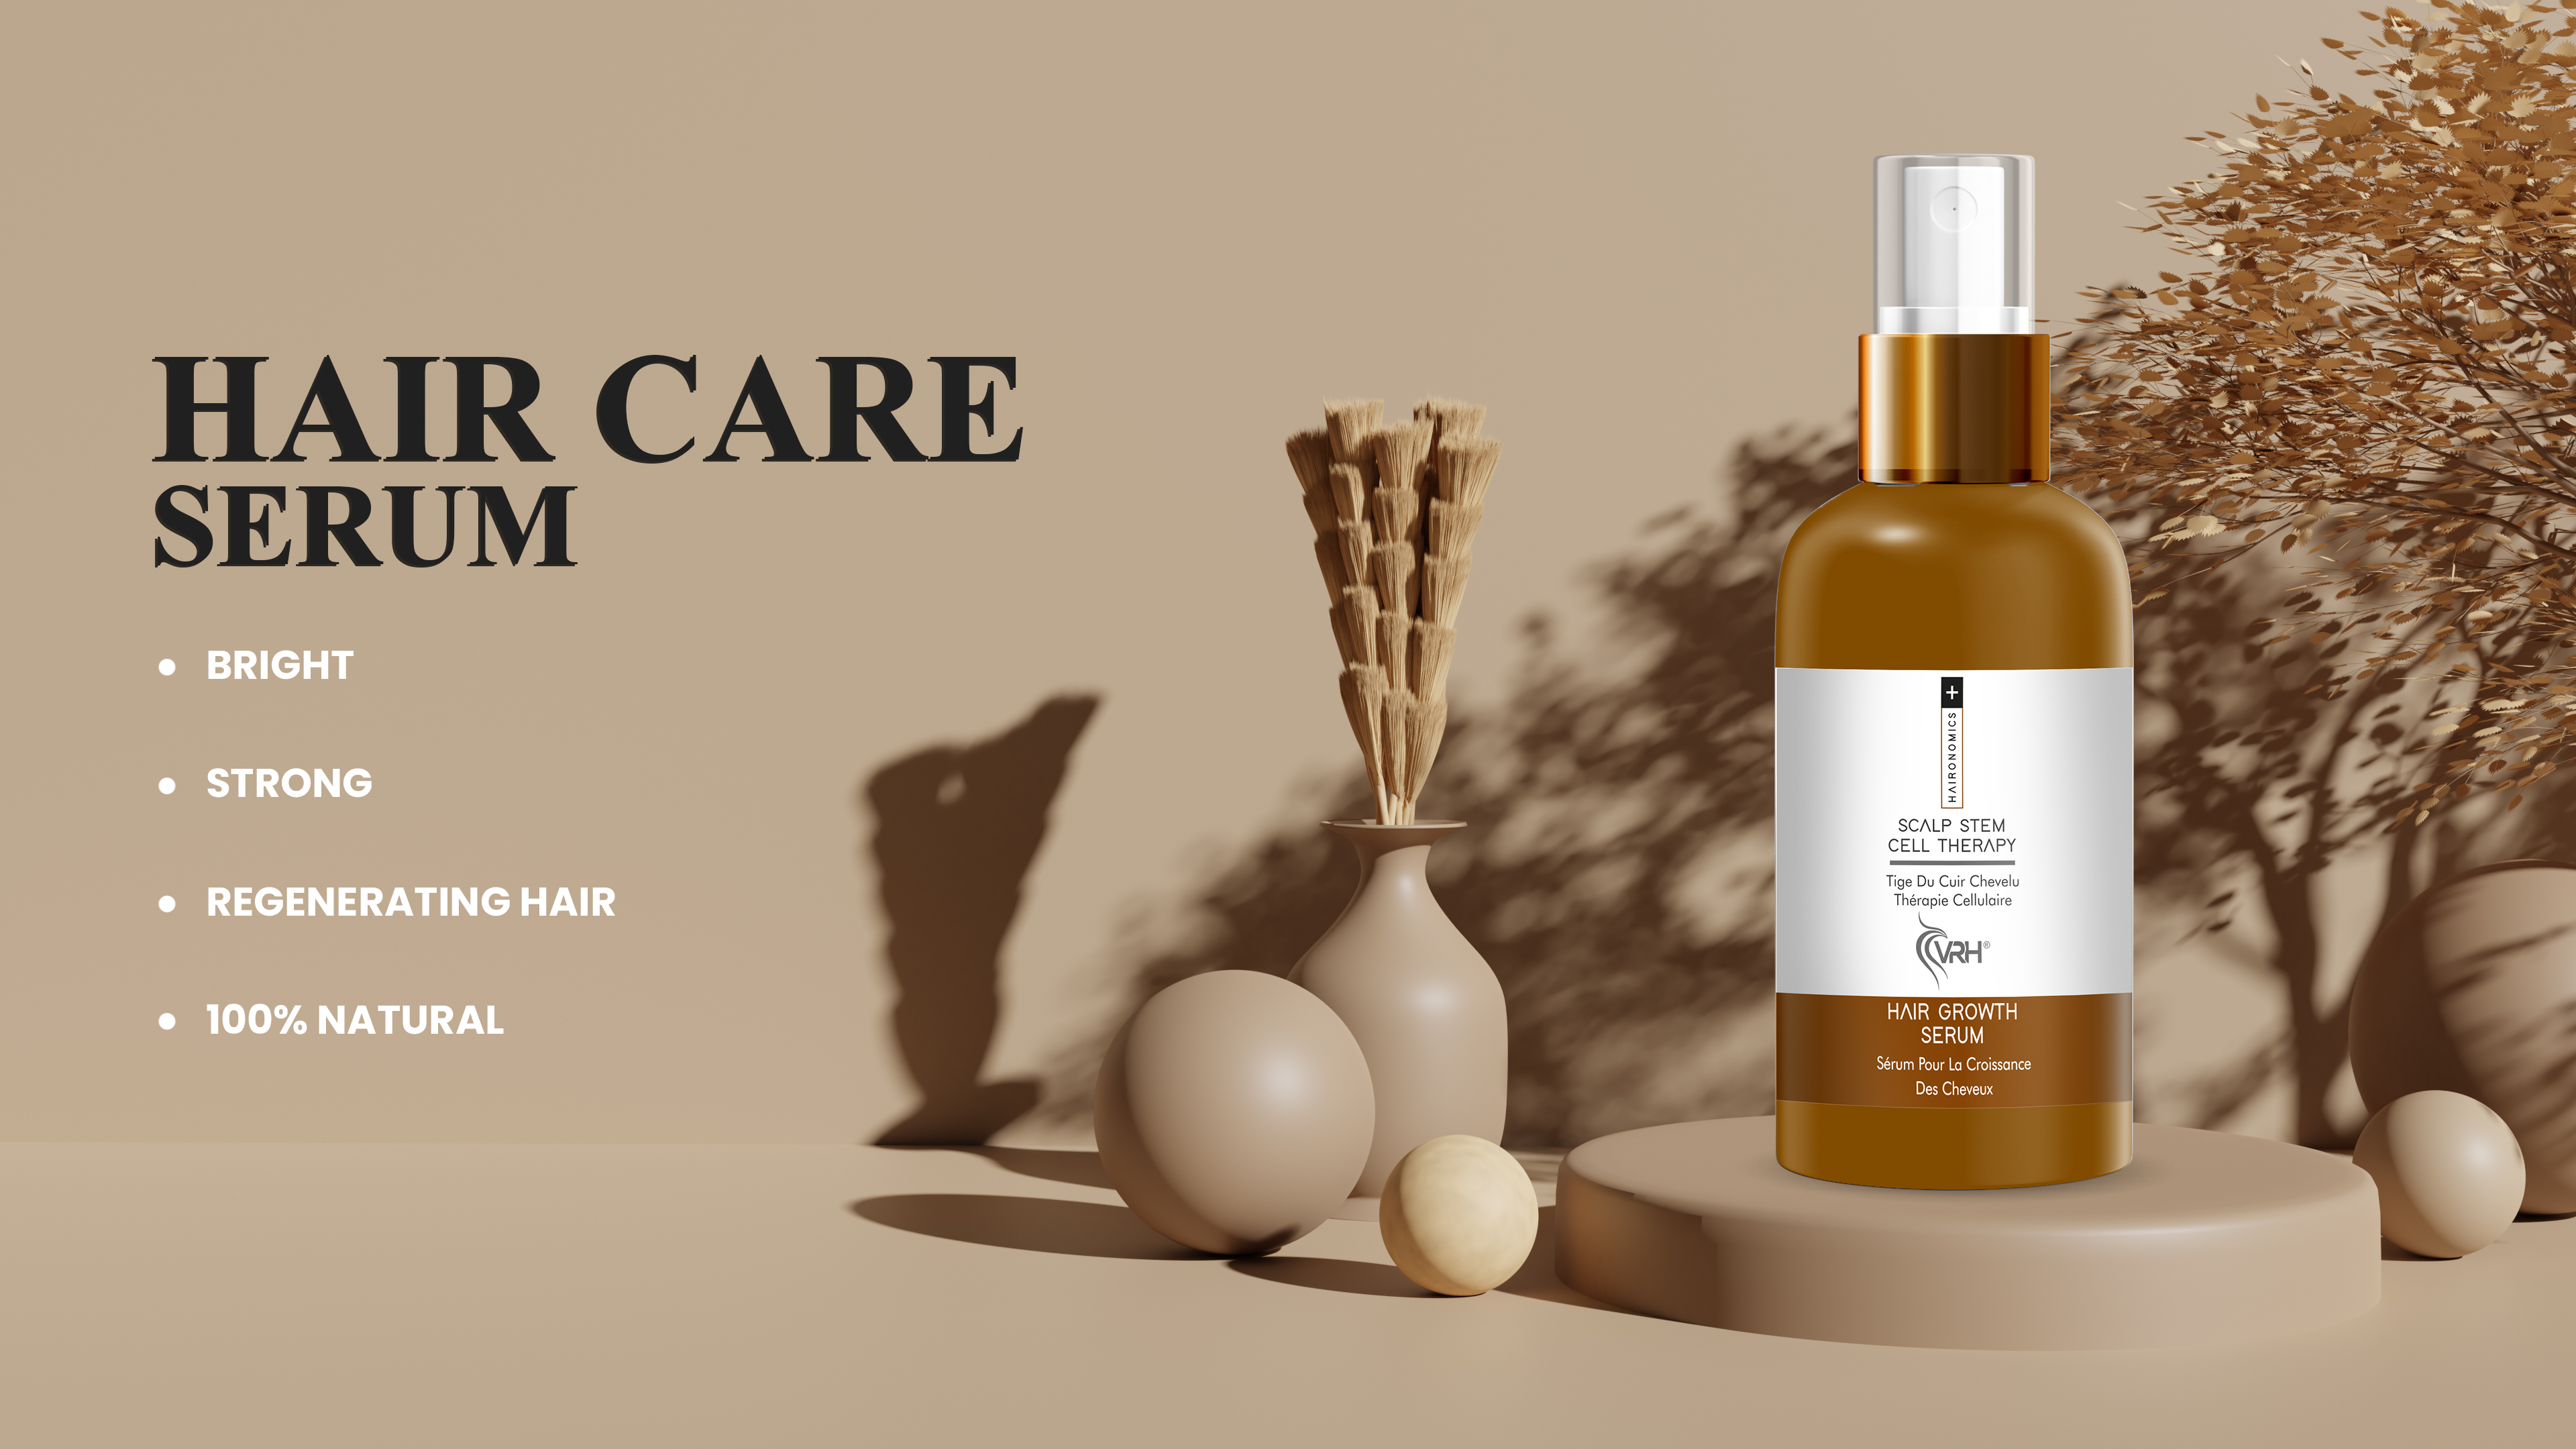 HAIR CARE
SERUM
• BRIGHT
• STRONG
• REGENERATING HAIR
• 100% NATURAL
+
HAIRONOMICS
SCALP STEM
CELL THERAPY
Tige Du Cuir Chevelu
Thérapie Cellulaire
VRH®
HAIR GROWTH
SERUM
Sérum Pour La Croissance
Des Cheveux